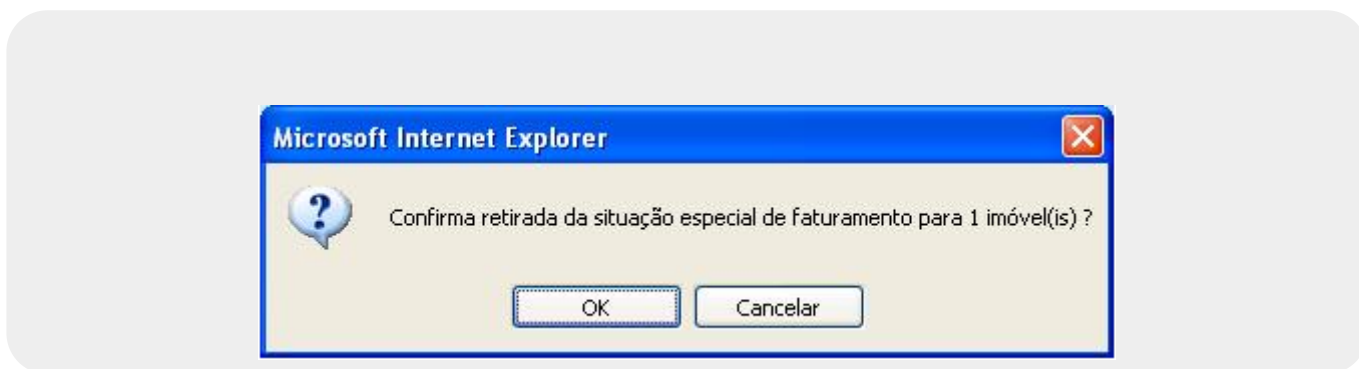 Microsoft Internet Explorer
Confirma retirada da situação especial de faturamento para 1 imóvel(is) ?
OK
Cancelar